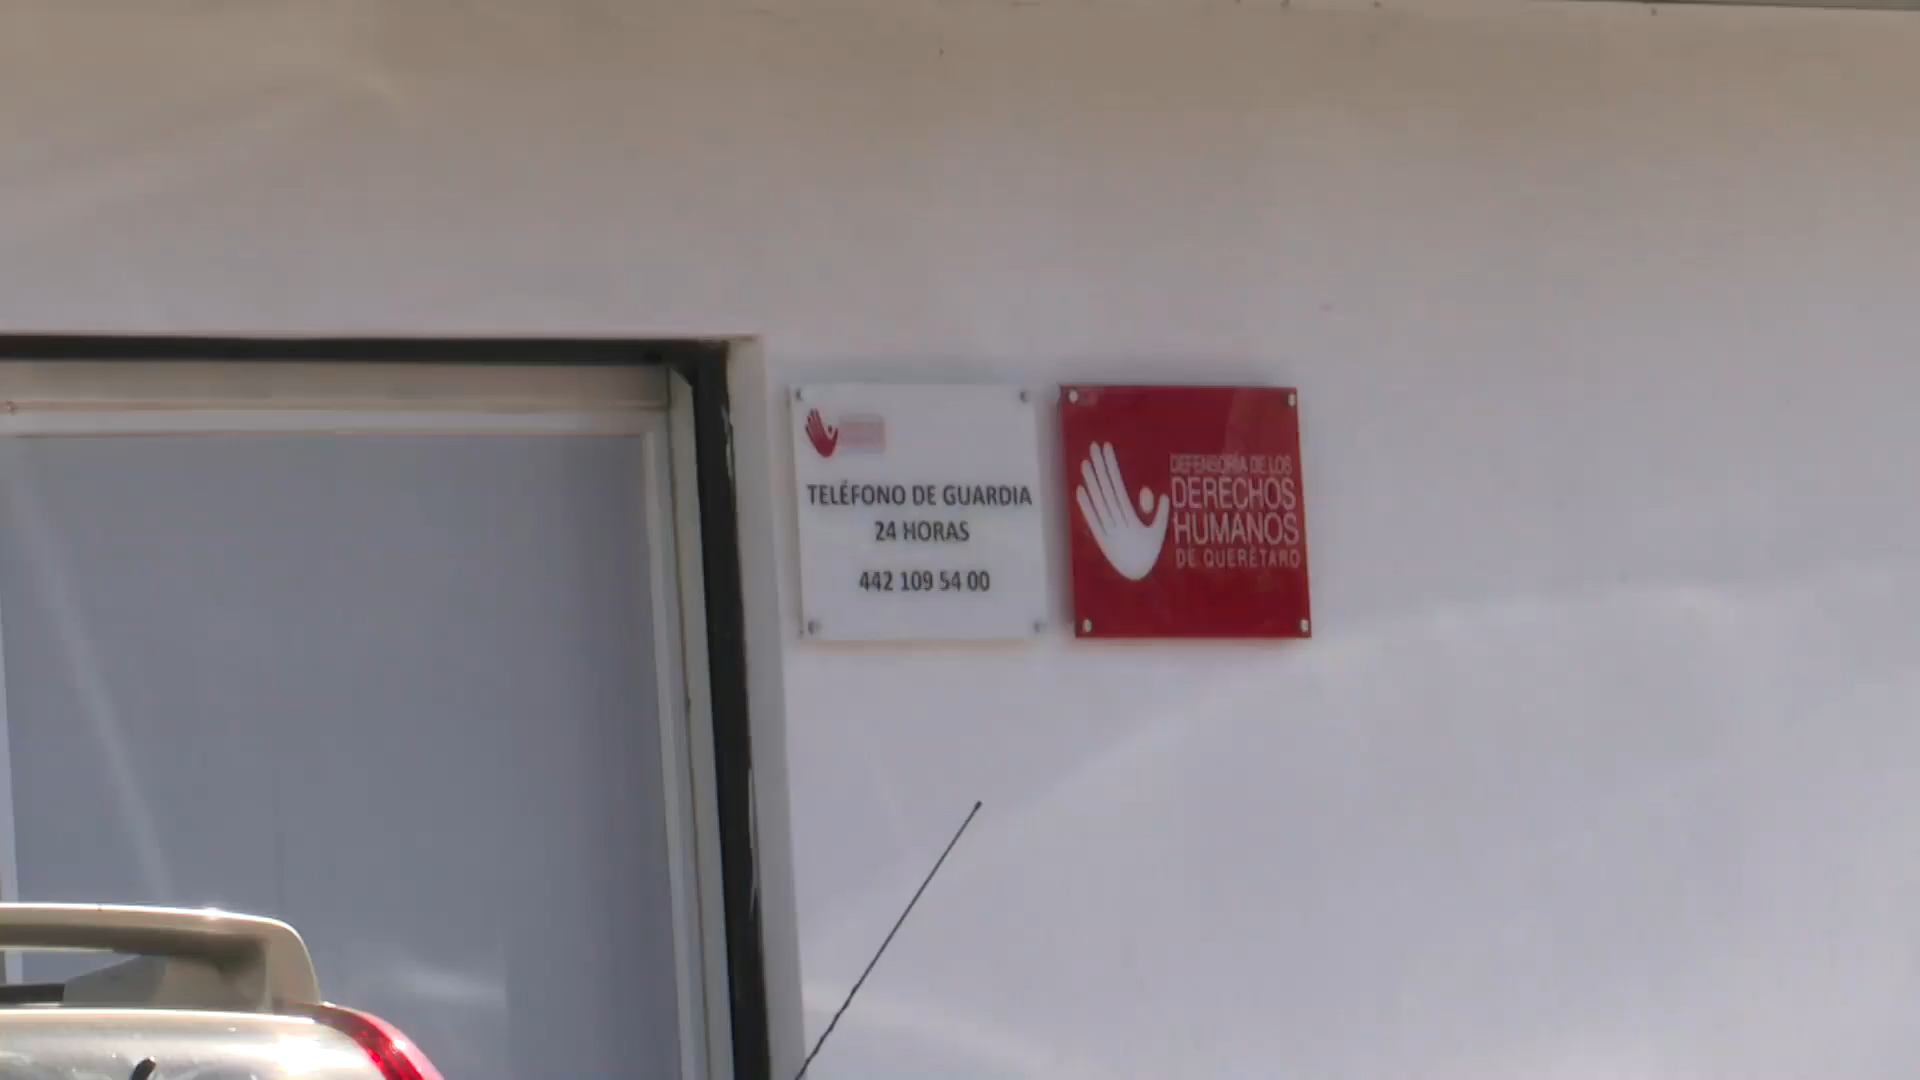 TELÉFONO DE GUARDIA
24 HORAS
442 109 54 00
DEFENSORÍA DE LOS
DERECHOS
HUMANOS
DE QUERÉTARO